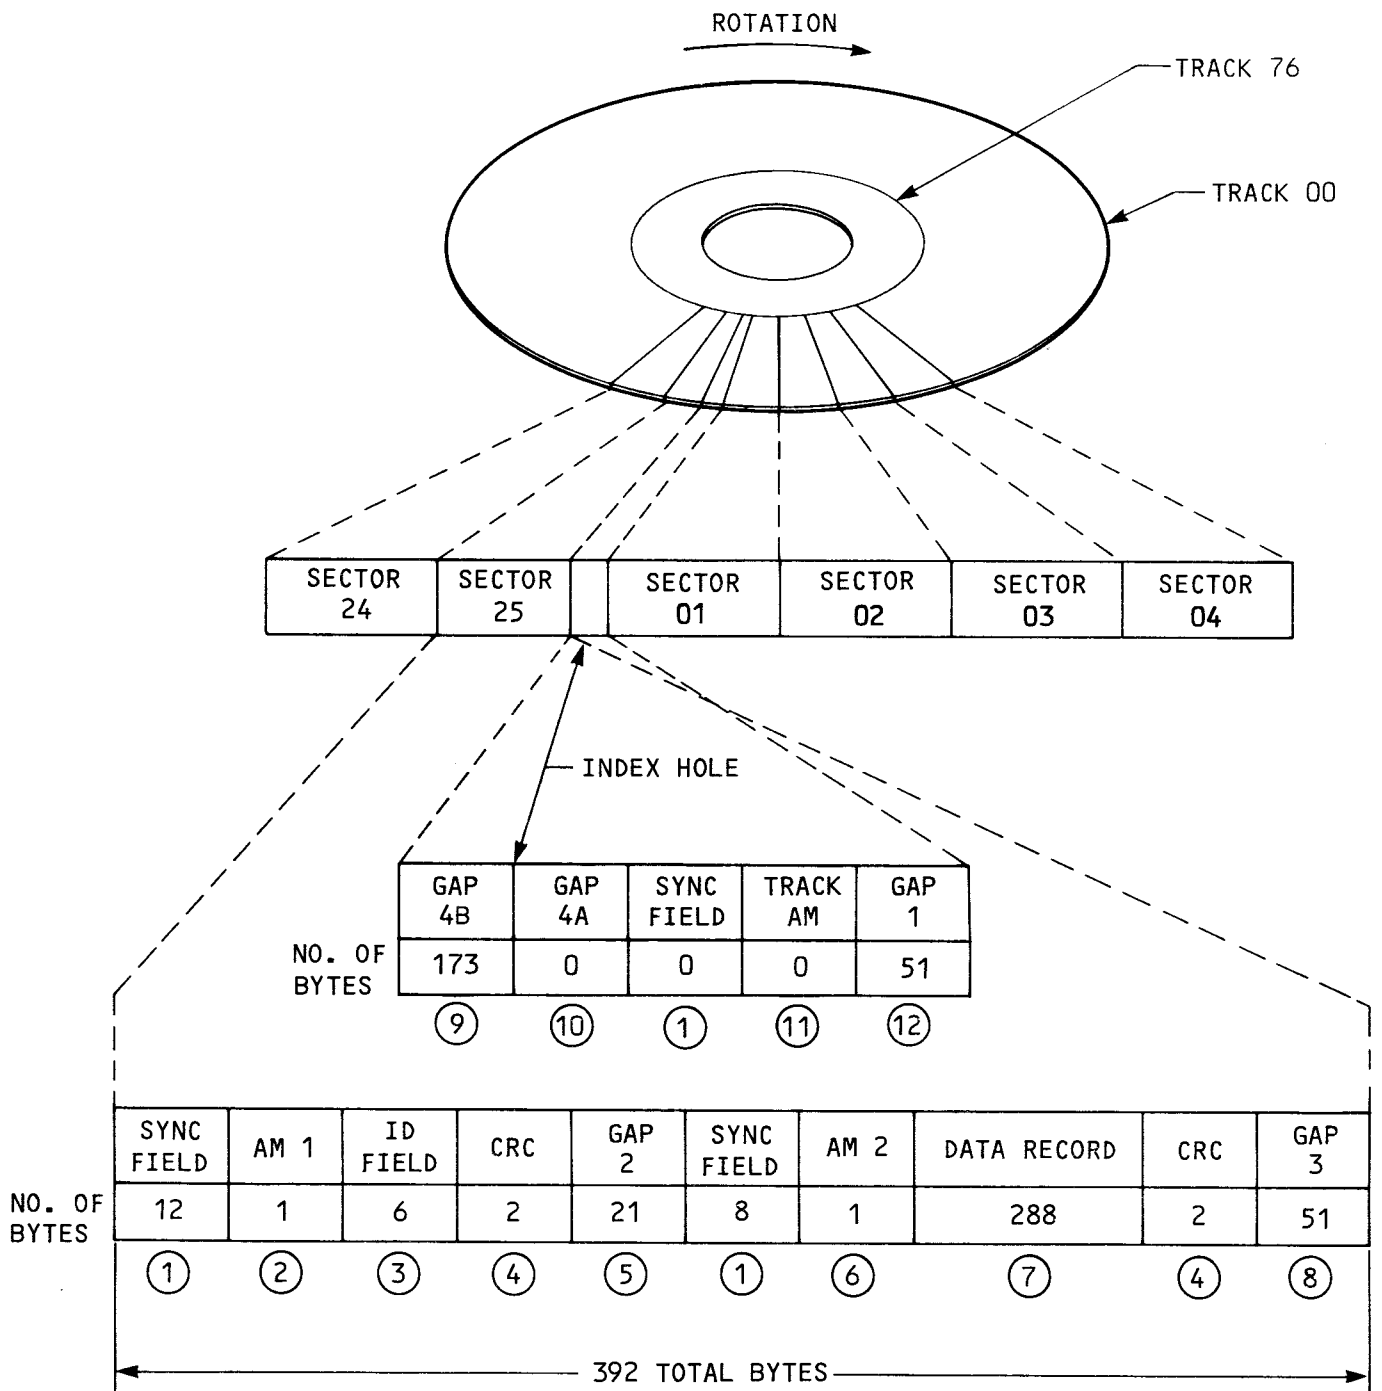 ROTATION
TRACK 76
TRACK 00
SECTOR 24
SECTOR 25
SECTOR 01
SECTOR 02
SECTOR 03
SECTOR 04
INDEX HOLE
GAP 4B
GAP 4A
SYNC FIELD
TRACK AM
GAP 1
NO. OF BYTES
173 0 0 0 51
9 10 1 11 12
SYNC FIELD
AM 1
ID FIELD
CRC
GAP 2
SYNC FIELD
AM 2
DATA RECORD
CRC
GAP 3
NO. OF BYTES
12 1 6 2 21 8 1 288 2 51
1 2 3 4 5 1 6 7 4 8
392 TOTAL BYTES